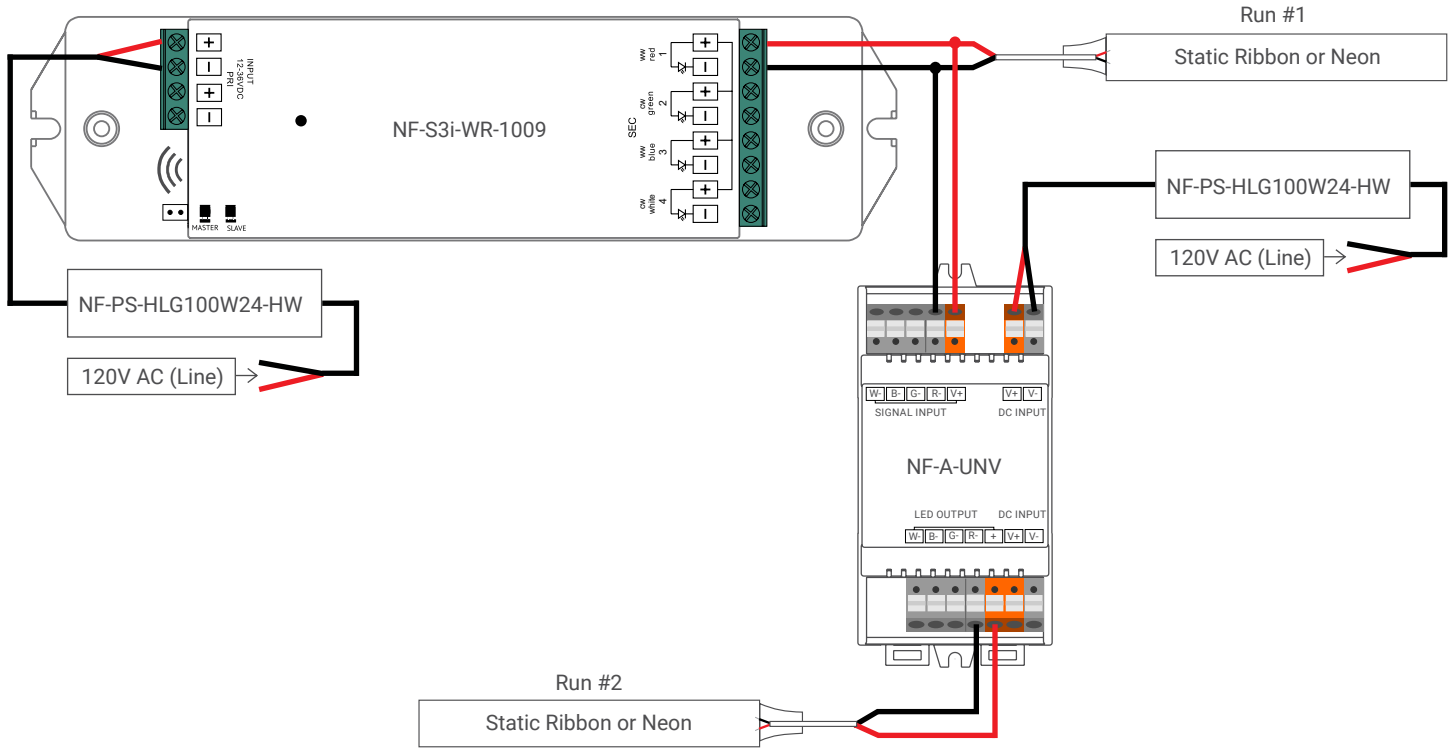 Run #1
Static Ribbon or Neon
NF-S3i-WR-1009
+
−
+
−
INPUT
12-36VDC
PRI
MASTER
SLAVE
SEC
ww
red
1
+
−
cw
green
2
+
−
ww
blue
3
+
−
cw
white
4
+
−
NF-PS-HLG100W24-HW
120V AC (Line)
NF-PS-HLG100W24-HW
120V AC (Line)
W- B- G- R- V+
V+ V-
SIGNAL INPUT
DC INPUT
NF-A-UNV
LED OUTPUT
DC INPUT
W- B- G- R- + V+ V-
Run #2
Static Ribbon or Neon